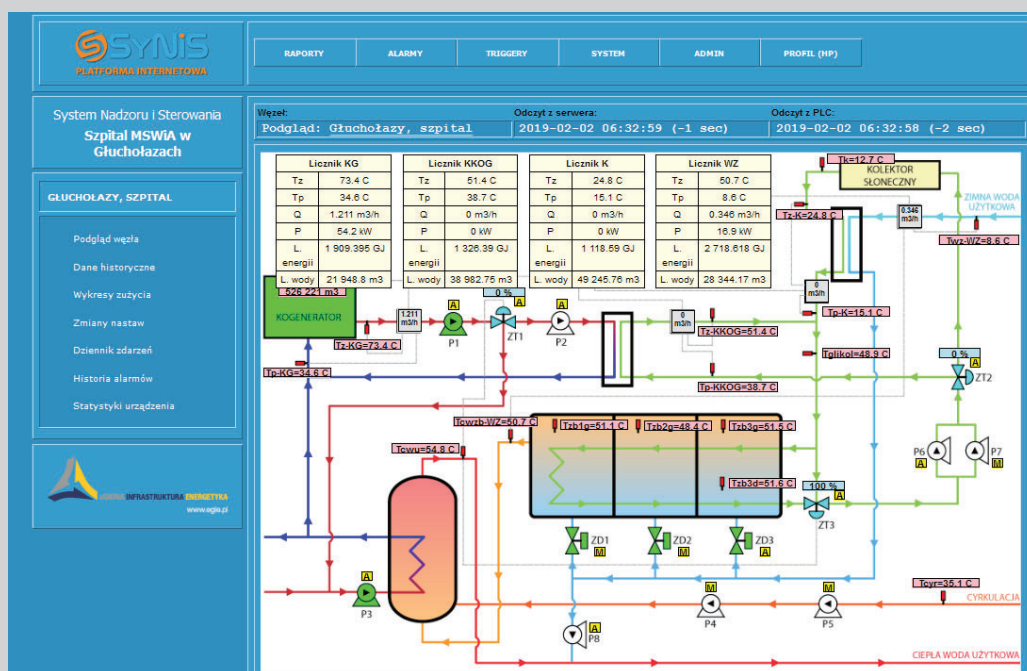 SYNiS
PLATFORMA INTERNETOWA
RAPORTY ALARMY TRIGGERY SYSTEM ADMIN PROFIL (HP)
System Nadzoru i Sterowania
Szpital MSWiA w
Głuchołazach
GŁUCHOŁAZY, SZPITAL
Podgląd węzła
Dane historyczne
Wykresy zużycia
Zmiany nastaw
Dziennik zdarzeń
Historia alarmów
Statystyki urządzenia
INFRASTRUKTURA ENERGETYKA
Węzeł: Odczyt z serwera: Odczyt z PLC:
Podgląd: Głuchołazy, szpital 2019-02-02 06:32:59 (-1 sec) 2019-02-02 06:32:58 (-2 sec)
Licznik KG
Tz 73.4 C
Tp 34.6 C
Q 1.211 m3/h
P 54.2 kW
L. energii 1 909.395 GJ
L. wody 21 948.8 m3
Licznik KKOG
Tz 51.4 C
Tp 38.7 C
Q 0 m3/h
P 0 kW
L. energii 1 326.39 GJ
L. wody 38 982.75 m3
Licznik K
Tz 24.8 C
Tp 15.1 C
Q 0 m3/h
P 0 kW
L. energii 1 118.59 GJ
L. wody 49 245.76 m3
Licznik WZ
Tz 50.7 C
Tp 8.6 C
Q 0.346 m3/h
P 16.9 kW
L. energii 2 718.618 GJ
L. wody 28 344.17 m3
Tk=12.7 C
KOLEKTOR
SŁONECZNY
ZIMNA WODA
UŻYTKOWA
Tz-K=24.8 C
0.346
m3/h
Twz-WZ=8.6 C
526 221 m3
KOGENERATOR
0 %
A
ZT1
1.211
m3/h
A
P1
A
P2
0
m3/h
0
m3/h
Tp-K=15.1 C
Tz-KG=73.4 C
Tz-KKOG=51.4 C
Tglikol=48.9 C
0 %
A
ZT2
Tp-KG=34.6 C
Tp-KKOG=38.7 C
Tcwzb-WZ=50.7 C
Tzb1g=51.1 C
Tzb2g=48.4 C
Tzb3g=51.5 C
Tcwu=54.8 C
P6
A
P7
M
Tzb3d=51.6 C
100 %
A
ZT3
ZD1
M
ZD2
M
ZD3
A
A
P3
M
P4
M
P5
Tcyr=35.1 C
CYRKULACJA
A
P8
CIEPŁA WODA UŻYTKOWA